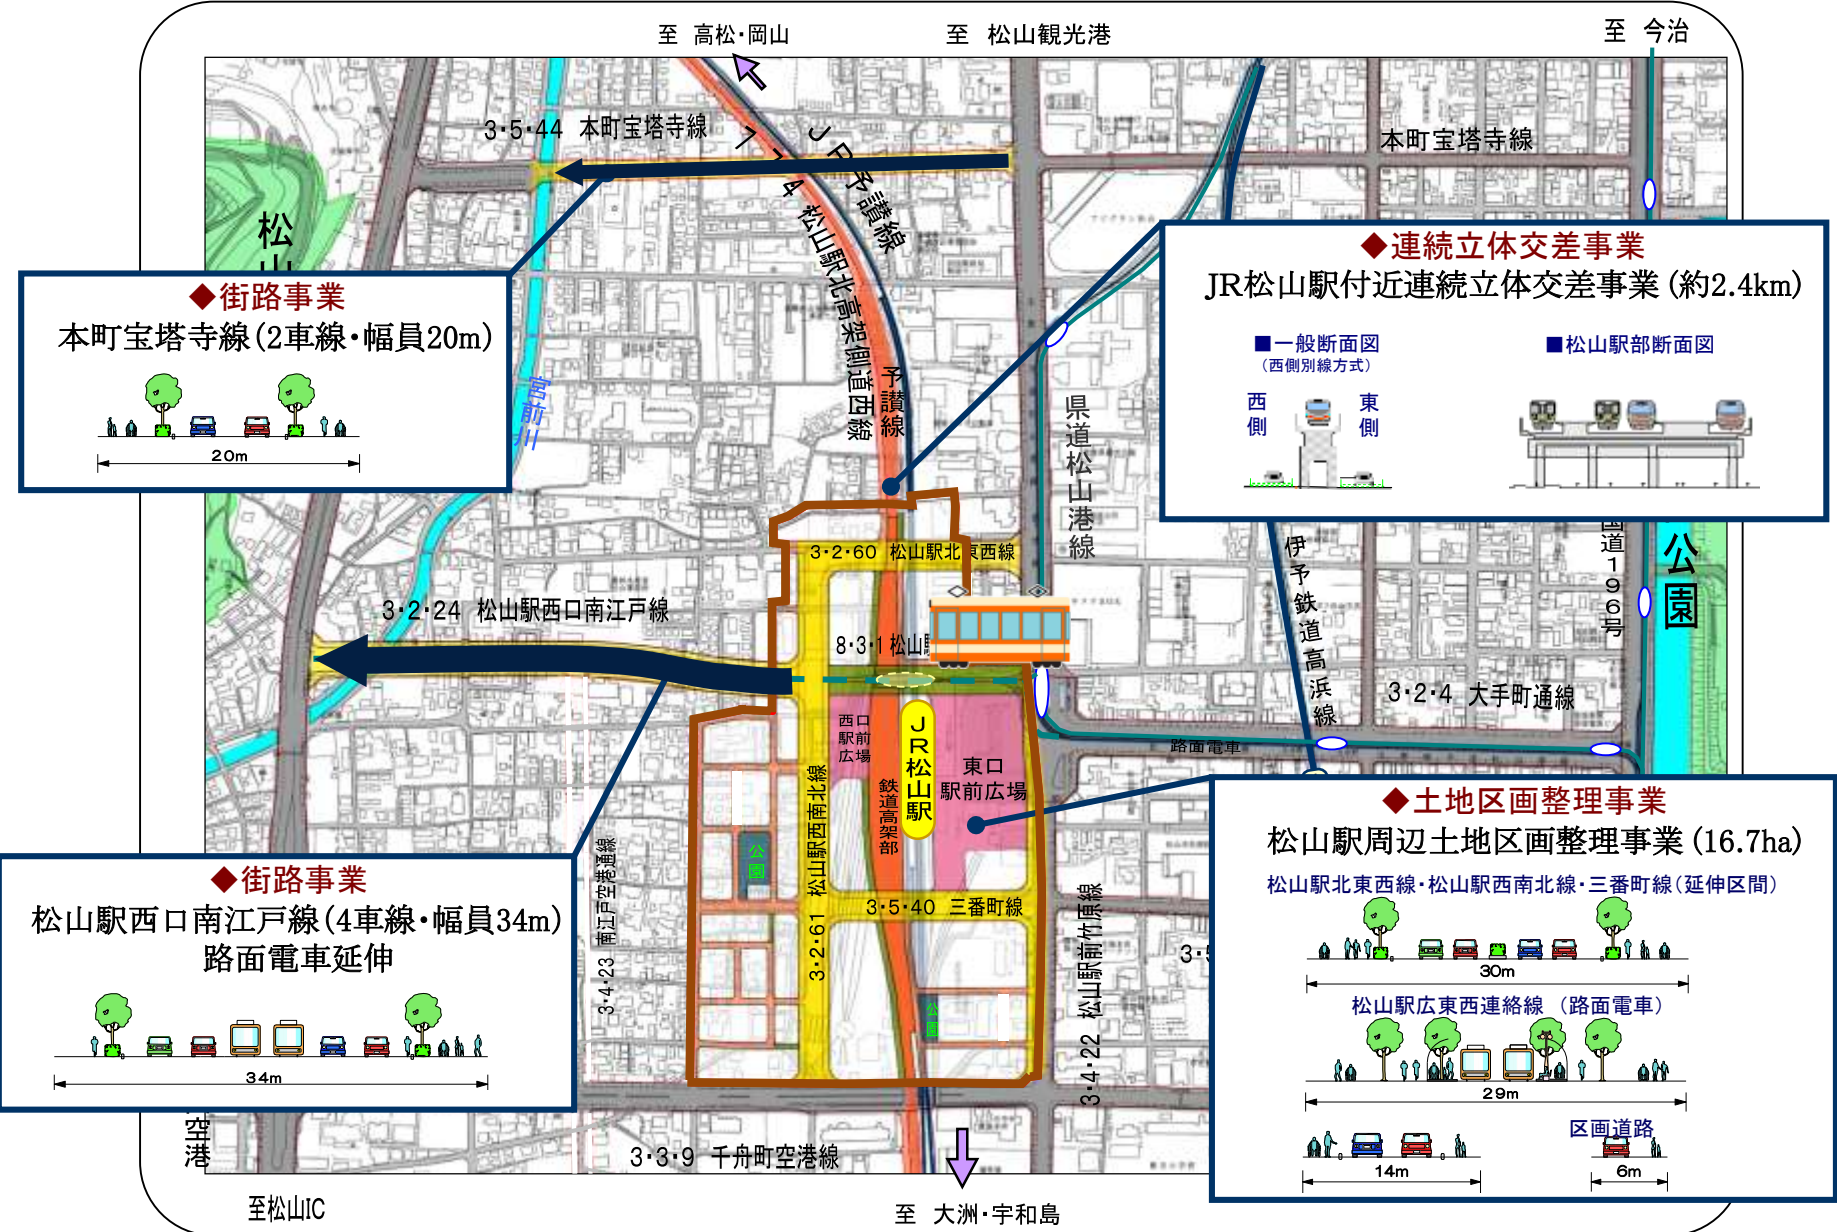 至 高松・岡山
至 松山観光港
至 今治
3・5・44 本町宝塔寺線
本町宝塔寺線
JR予讃線
7・7・4 松山駅北高架側道西線
予讃線
松山
宮前川
県道松山港線
◆街路事業
本町宝塔寺線(2車線・幅員20m)
20m
◆連続立体交差事業
JR松山駅付近連続立体交差事業(約2.4km)
■一般断面図
(西側別線方式)
西側
東側
■松山駅部断面図
国道196号
公園
伊予鉄道高浜線
3・2・60 松山駅北東西線
3・2・24 松山駅西口南江戸線
8・3・1 松山駅
3・2・4 大手町通線
路面電車
西口
駅前
広場
JR松山駅
東口
駅前広場
鉄道高架部
3・2・61 松山駅西南北線
公園
3・5・40 三番町線
公園
3・4・23 南江戸空港通線
3・4・22 松山駅前竹原線
3・5
◆街路事業
松山駅西口南江戸線(4車線・幅員34m)
路面電車延伸
34m
◆土地区画整理事業
松山駅周辺土地区画整理事業(16.7ha)
松山駅北東西線・松山駅西南北線・三番町線(延伸区間)
30m
松山駅広東西連絡線 (路面電車)
29m
区画道路
14m
6m
空港
3・3・9 千舟町空港線
至松山IC
至 大洲・宇和島